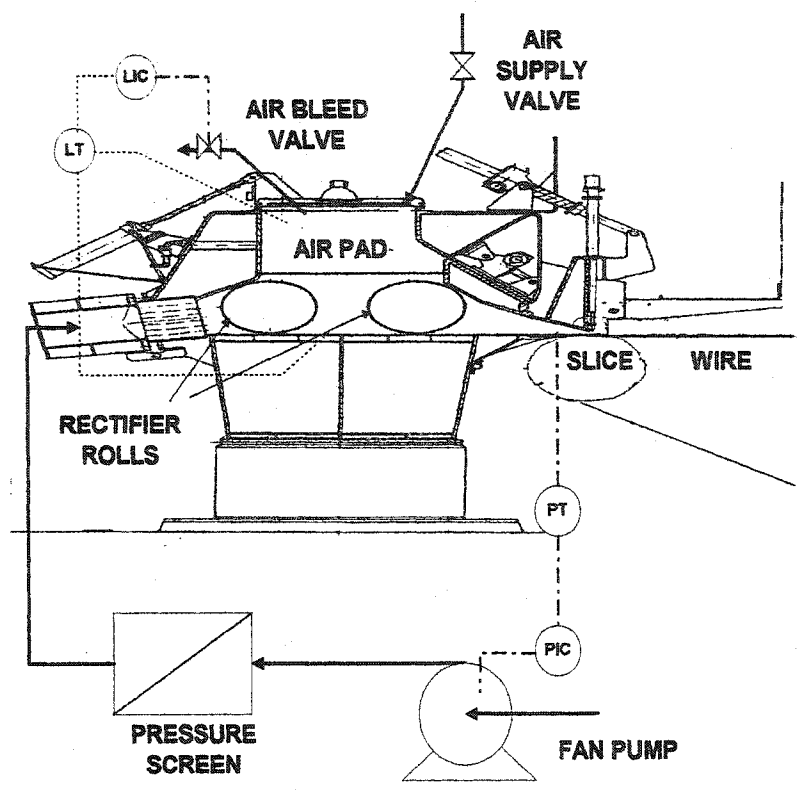 AIR
SUPPLY
VALVE
LIC
AIR BLEED
VALVE
LT
AIR PAD
SLICE
WIRE
RECTIFIER
ROLLS
PT
PIC
PRESSURE
SCREEN
FAN PUMP